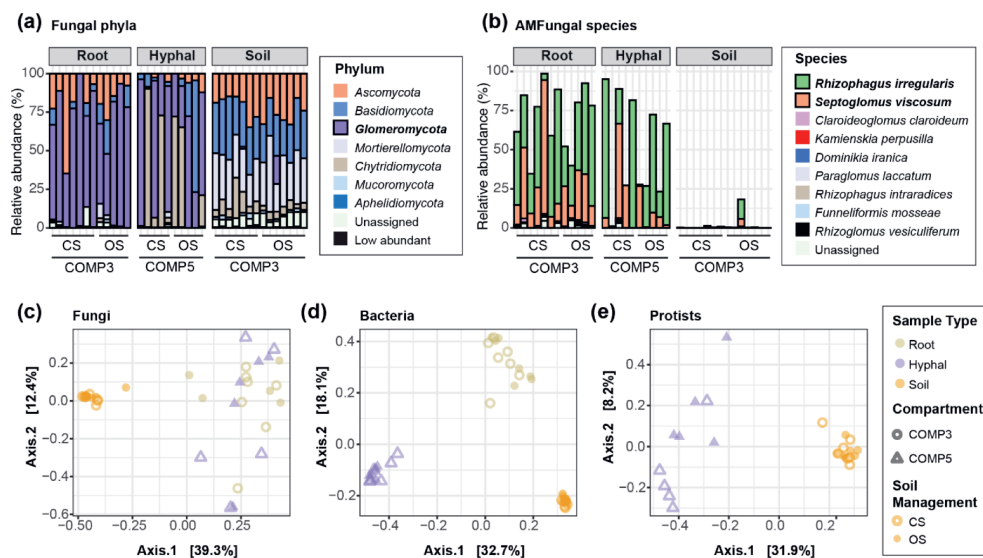 (a) Fungal phyla
Root Hyphal Soil
Relative abundance (%)
100
75
50
25
0
CS OS CS OS CS OS
COMP3 COMP5 COMP3
Phylum
Ascomycota
Basidiomycota
Glomeromycota
Mortierellomycota
Chytridiomycota
Mucoromycota
Aphelidiomycota
Unassigned
Low abundant
(b) AMFungal species
Root Hyphal Soil
Relative abundance (%)
100
75
50
25
0
CS OS CS OS CS OS
COMP3 COMP5 COMP3
Species
Rhizophagus irregularis
Septoglomus viscosum
Claroideoglomus claroideum
Kamienskia perpusilla
Dominikia iranica
Paraglomus laccatum
Rhizophagus intraradices
Funneliformis mosseae
Rhizoglomus vesiculiferum
Unassigned
(c) Fungi
Axis.2 [12.4%]
0.2
0.0
−0.2
−0.4
−0.6
−0.50 −0.25 0.00 0.25
Axis.1 [39.3%]
(d) Bacteria
Axis.2 [18.1%]
0.4
0.2
0.0
−0.2
−0.4 −0.2 0.0 0.2
Axis.1 [32.7%]
(e) Protists
Axis.2 [8.2%]
0.4
0.2
0.0
−0.2
−0.4 −0.2 0.0 0.2
Axis.1 [31.9%]
Sample Type
Root
Hyphal
Soil
Compartment
COMP3
COMP5
Soil
Management
CS
OS